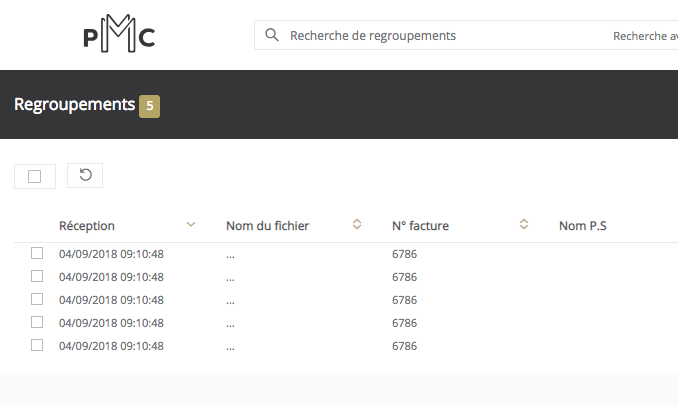 PMC
Recherche de regroupements Recherche av
Regroupements 5
Réception Nom du fichier N° facture Nom P.S
04/09/2018 09:10:48 ... 6786
04/09/2018 09:10:48 ... 6786
04/09/2018 09:10:48 ... 6786
04/09/2018 09:10:48 ... 6786
04/09/2018 09:10:48 ... 6786